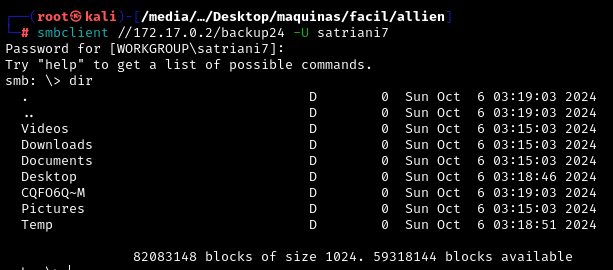 ┌──(root㉿kali)-[/media/…/Desktop/maquinas/facil/allien]
└─# smbclient //172.17.0.2/backup24 -U satriani7
Password for [WORKGROUP\satriani7]:
Try "help" to get a list of possible commands.
smb: \> dir
  .                                   D        0  Sun Oct  6 03:19:03 2024
  ..                                  D        0  Sun Oct  6 03:19:03 2024
  Videos                              D        0  Sun Oct  6 03:15:03 2024
  Downloads                           D        0  Sun Oct  6 03:15:03 2024
  Documents                           D        0  Sun Oct  6 03:15:03 2024
  Desktop                             D        0  Sun Oct  6 03:18:46 2024
  CQFO6Q~M                            D        0  Sun Oct  6 03:19:03 2024
  Pictures                            D        0  Sun Oct  6 03:15:03 2024
  Temp                                D        0  Sun Oct  6 03:18:51 2024
                82083148 blocks of size 1024. 59318144 blocks available